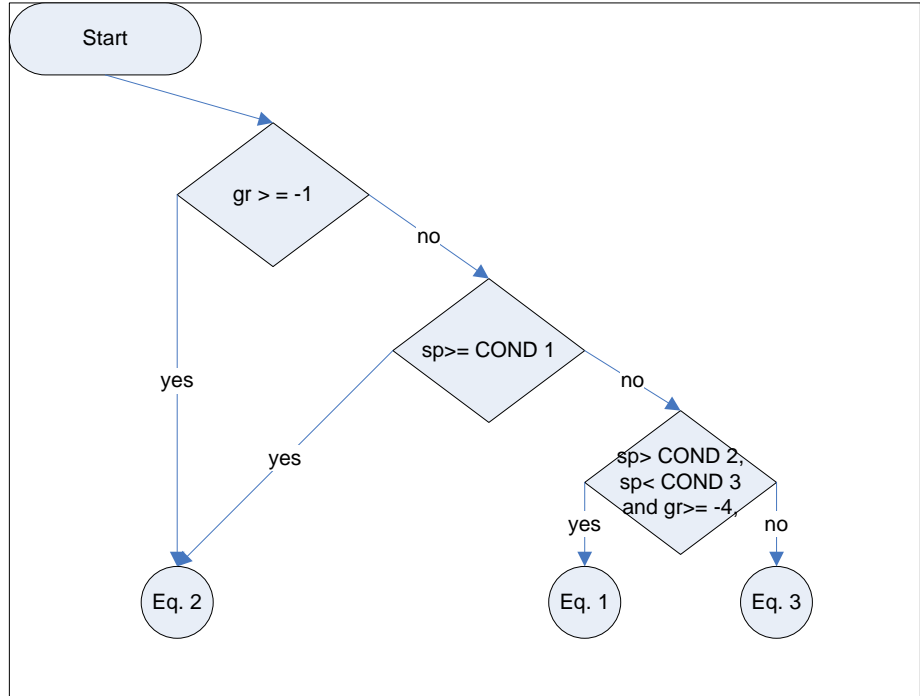 Start
gr > = -1
no
sp>= COND 1
yes
no
yes
sp> COND 2,
sp< COND 3
and gr>= -4,
yes
no
Eq. 2
Eq. 1
Eq. 3